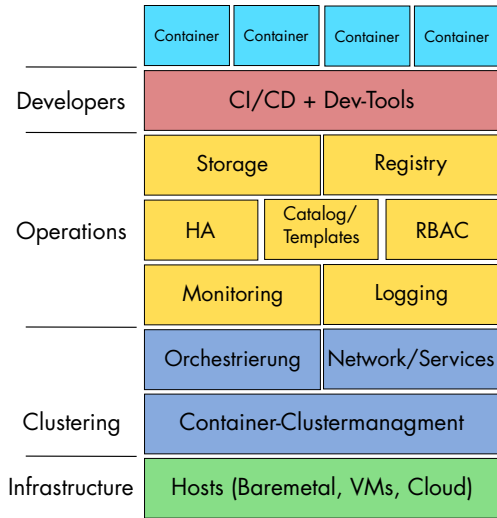 Container Container Container Container
Developers CI/CD + Dev-Tools
Storage Registry
Operations HA Catalog/
Templates RBAC
Monitoring Logging
Orchestrierung Network/Services
Clustering Container-Clustermanagment
Infrastructure Hosts (Baremetal, VMs, Cloud)